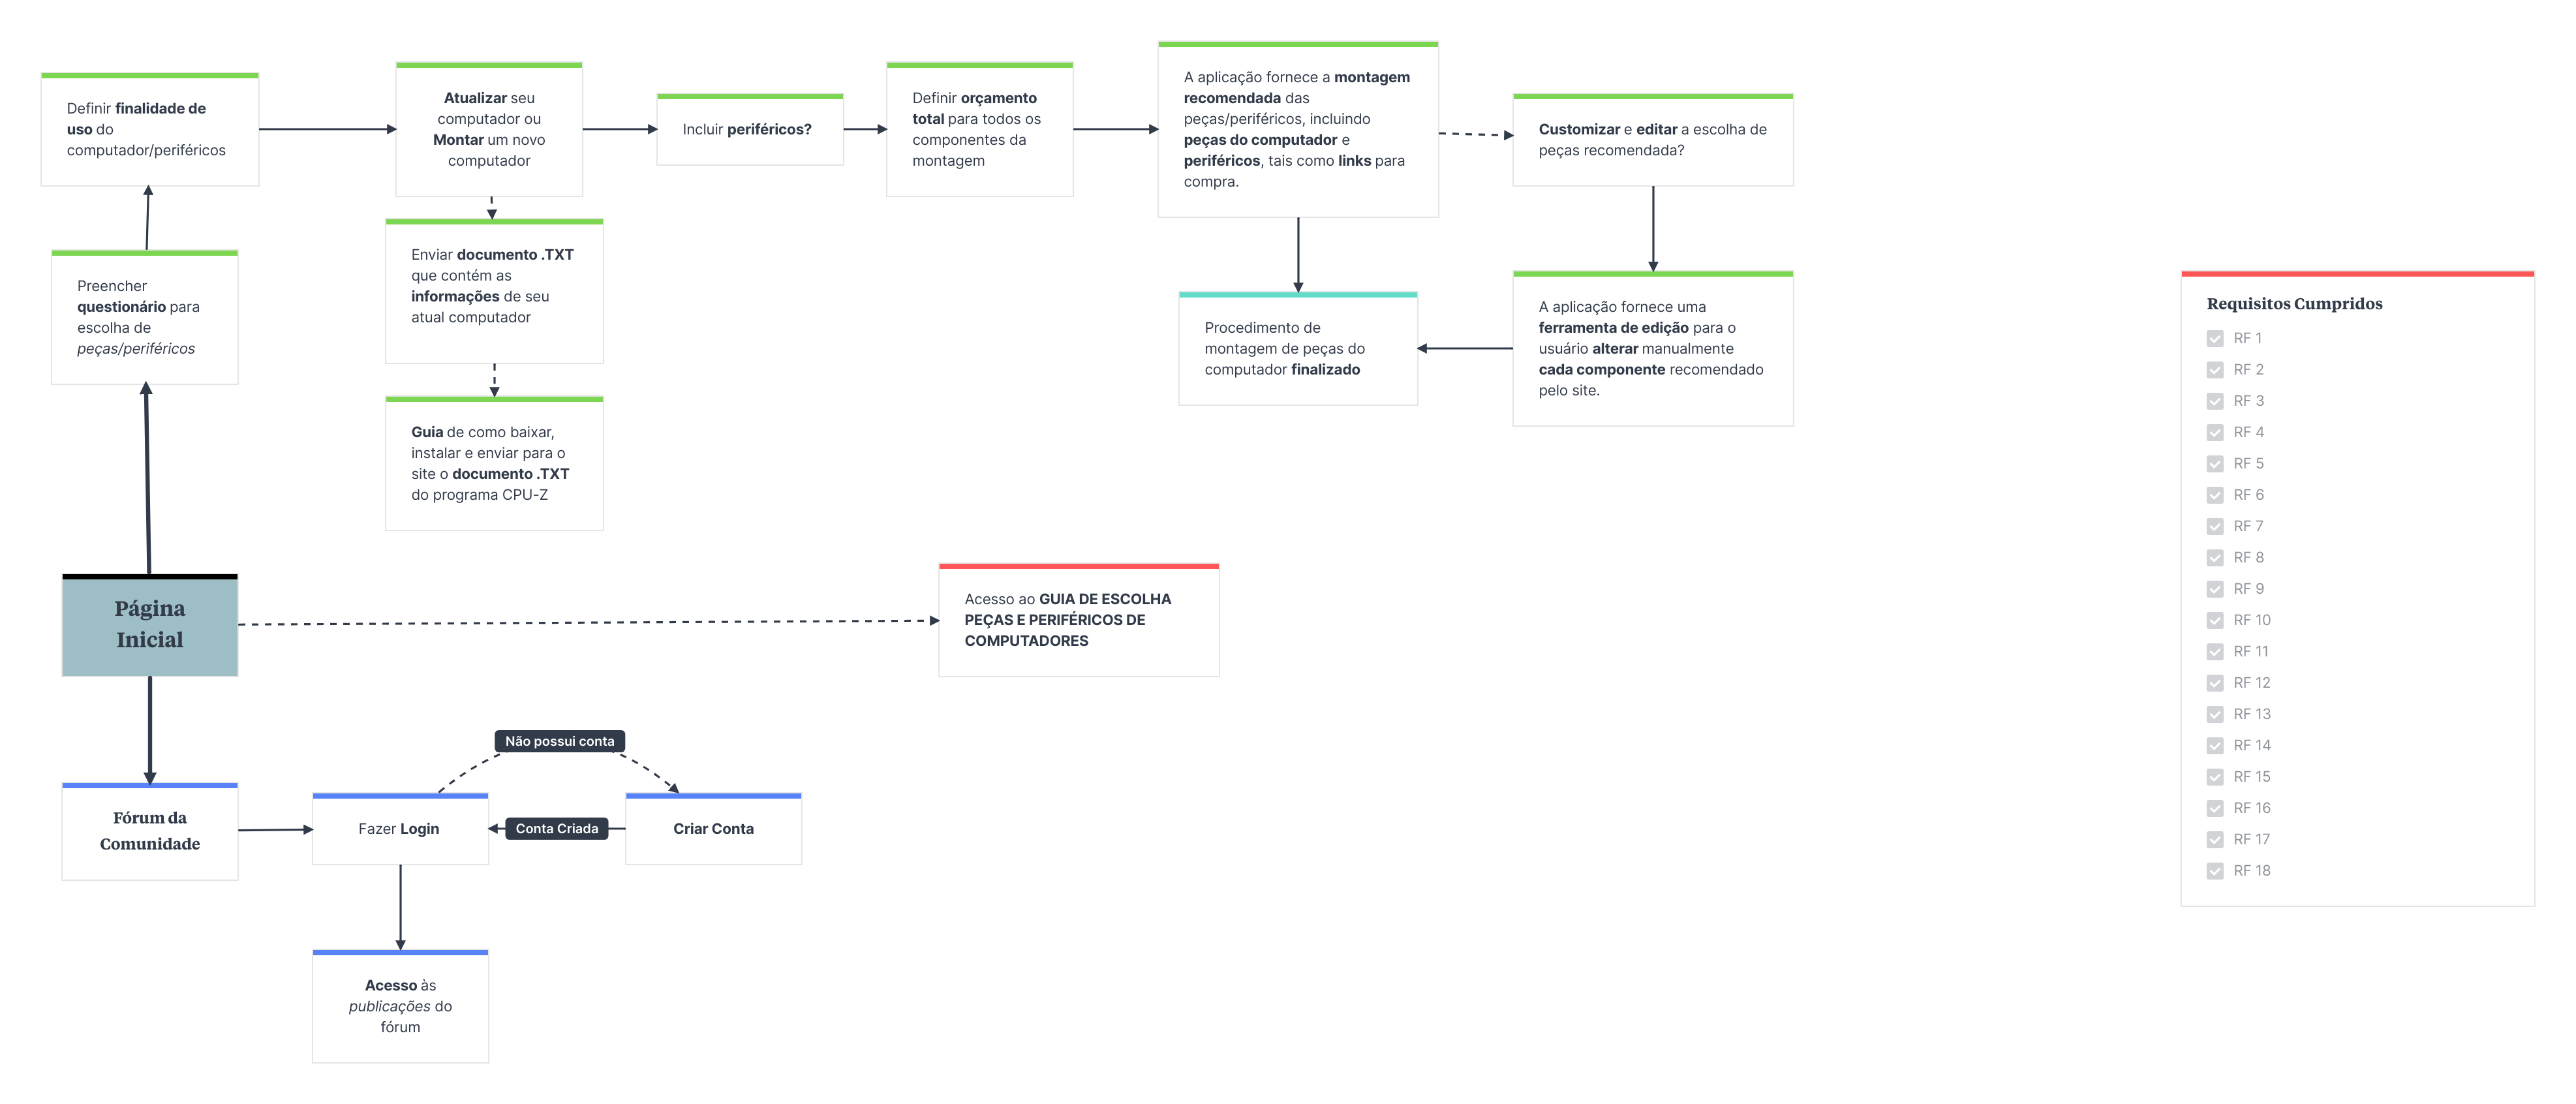 Definir finalidade de
uso do
computador/periféricos
Atualizar seu
computador ou
Montar um novo
computador
Incluir periféricos?
Definir orçamento
total para todos os
componentes da
montagem
A aplicação fornece a montagem
recomendada das
peças/periféricos, incluindo
peças do computador e
periféricos, tais como links para
compra.
Customizar e editar a escolha de
peças recomendada?
Preencher
questionário para
escolha de
peças/periféricos
Enviar documento .TXT
que contém as
informações de seu
atual computador
Procedimento de
montagem de peças do
computador finalizado
A aplicação fornece uma
ferramenta de edição para o
usuário alterar manualmente
cada componente recomendado
pelo site.
Guia de como baixar,
instalar e enviar para o
site o documento .TXT
do programa CPU-Z
Página
Inicial
Acesso ao GUIA DE ESCOLHA
PEÇAS E PERIFÉRICOS DE
COMPUTADORES
Não possui conta
Fórum da
Comunidade
Fazer Login
Conta Criada
Criar Conta
Acesso às
publicações do
fórum
Requisitos Cumpridos
RF 1
RF 2
RF 3
RF 4
RF 5
RF 6
RF 7
RF 8
RF 9
RF 10
RF 11
RF 12
RF 13
RF 14
RF 15
RF 16
RF 17
RF 18